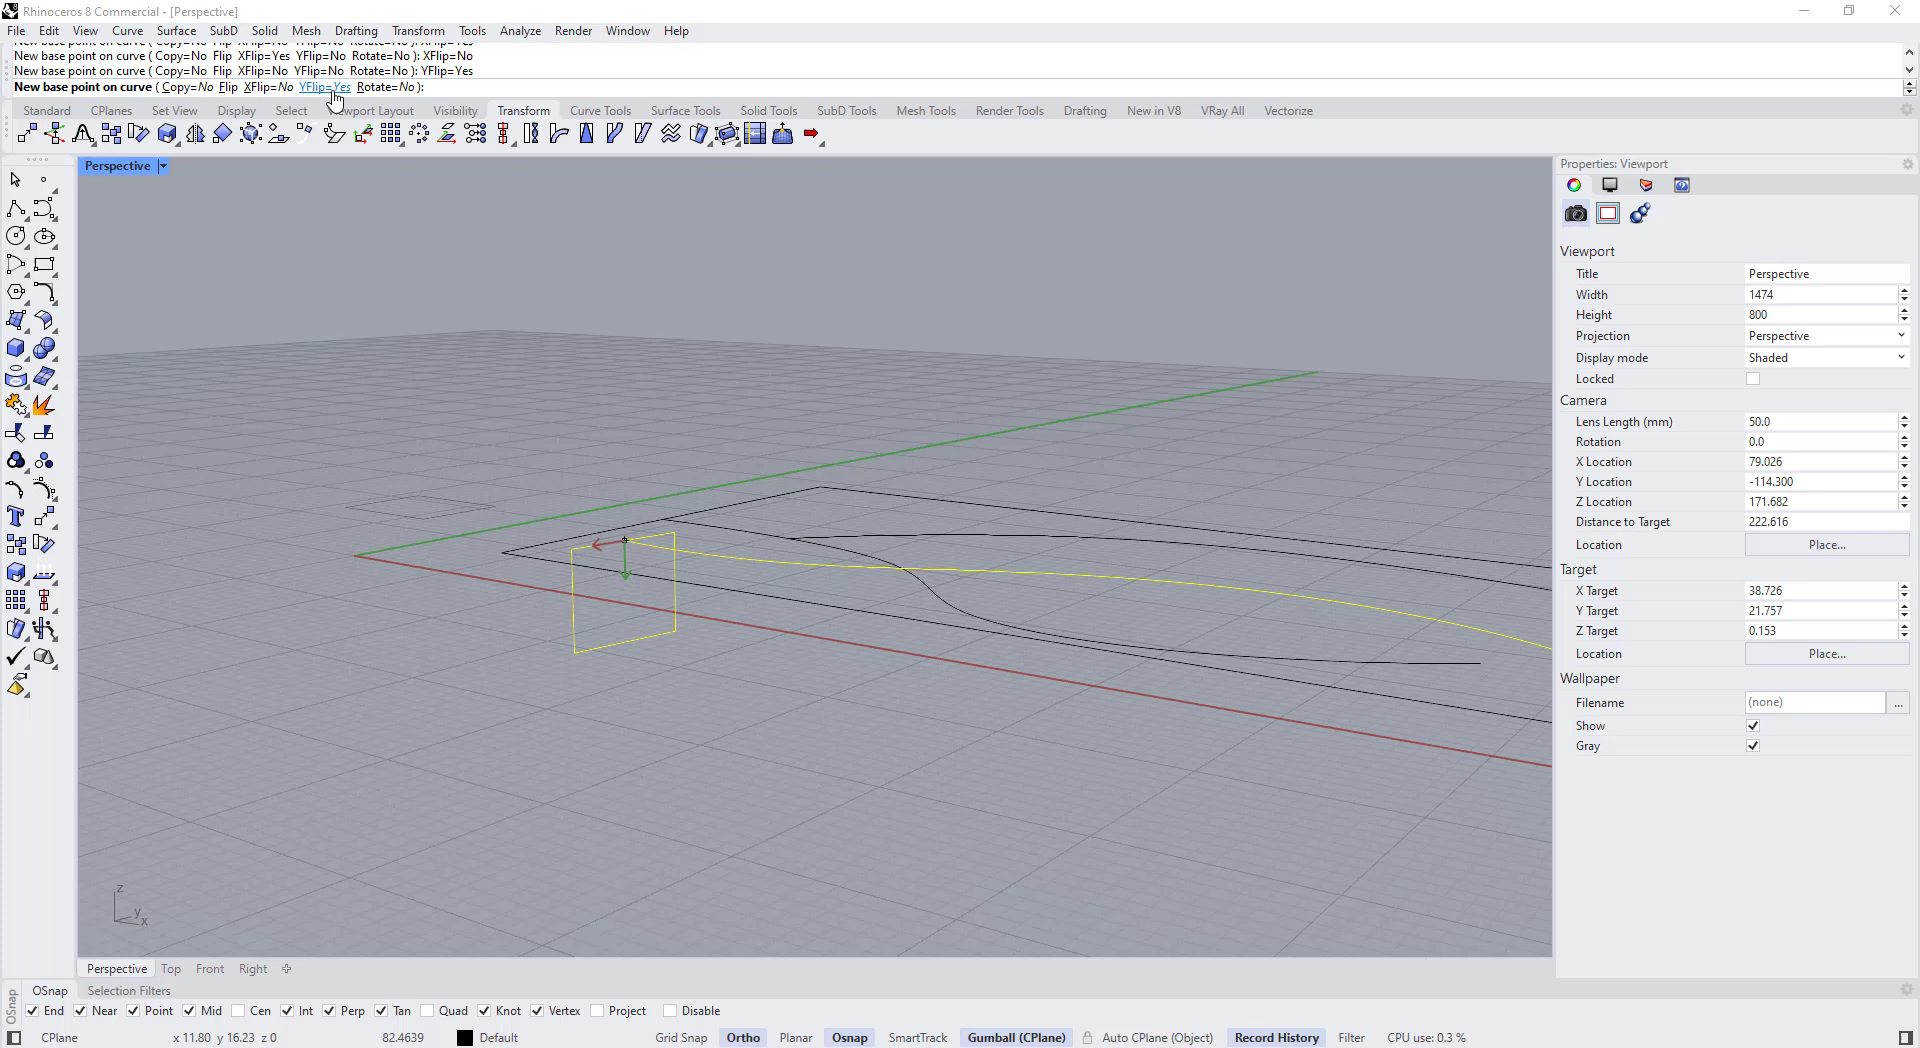 Rhinoceros 8 Commercial - [Perspective]
File Edit View Curve Surface SubD Solid Mesh Drafting Transform Tools Analyze Render Window Help
New base point on curve ( Copy=No Flip XFlip=Yes YFlip=No Rotate=No ): XFlip=No
New base point on curve ( Copy=No Flip XFlip=No YFlip=No Rotate=No ): YFlip=Yes
New base point on curve ( Copy=No Flip XFlip=No YFlip=Yes Rotate=No ):
Standard CPlanes Set View Display Select Viewport Layout Visibility Transform Curve Tools Surface Tools Solid Tools SubD Tools Mesh Tools Render Tools Drafting New in V8 VRay All Vectorize
Perspective
Properties: Viewport
Viewport
Title Perspective
Width 1474
Height 800
Projection Perspective
Display mode Shaded
Locked
Camera
Lens Length (mm) 50.0
Rotation 0.0
X Location 79.026
Y Location -114.300
Z Location 171.682
Distance to Target 222.616
Location Place...
Target
X Target 38.726
Y Target 21.757
Z Target 0.153
Location Place...
Wallpaper
Filename (none) ...
Show
Gray
z
y
x
Perspective Top Front Right
OSnap Selection Filters
OSnap
End Near Point Mid Cen Int Perp Tan Quad Knot Vertex Project Disable
CPlane x 11.80 y 16.23 z 0 82.4639 Default Grid Snap Ortho Planar Osnap SmartTrack Gumball (CPlane) Auto CPlane (Object) Record History Filter CPU use: 0.3 %